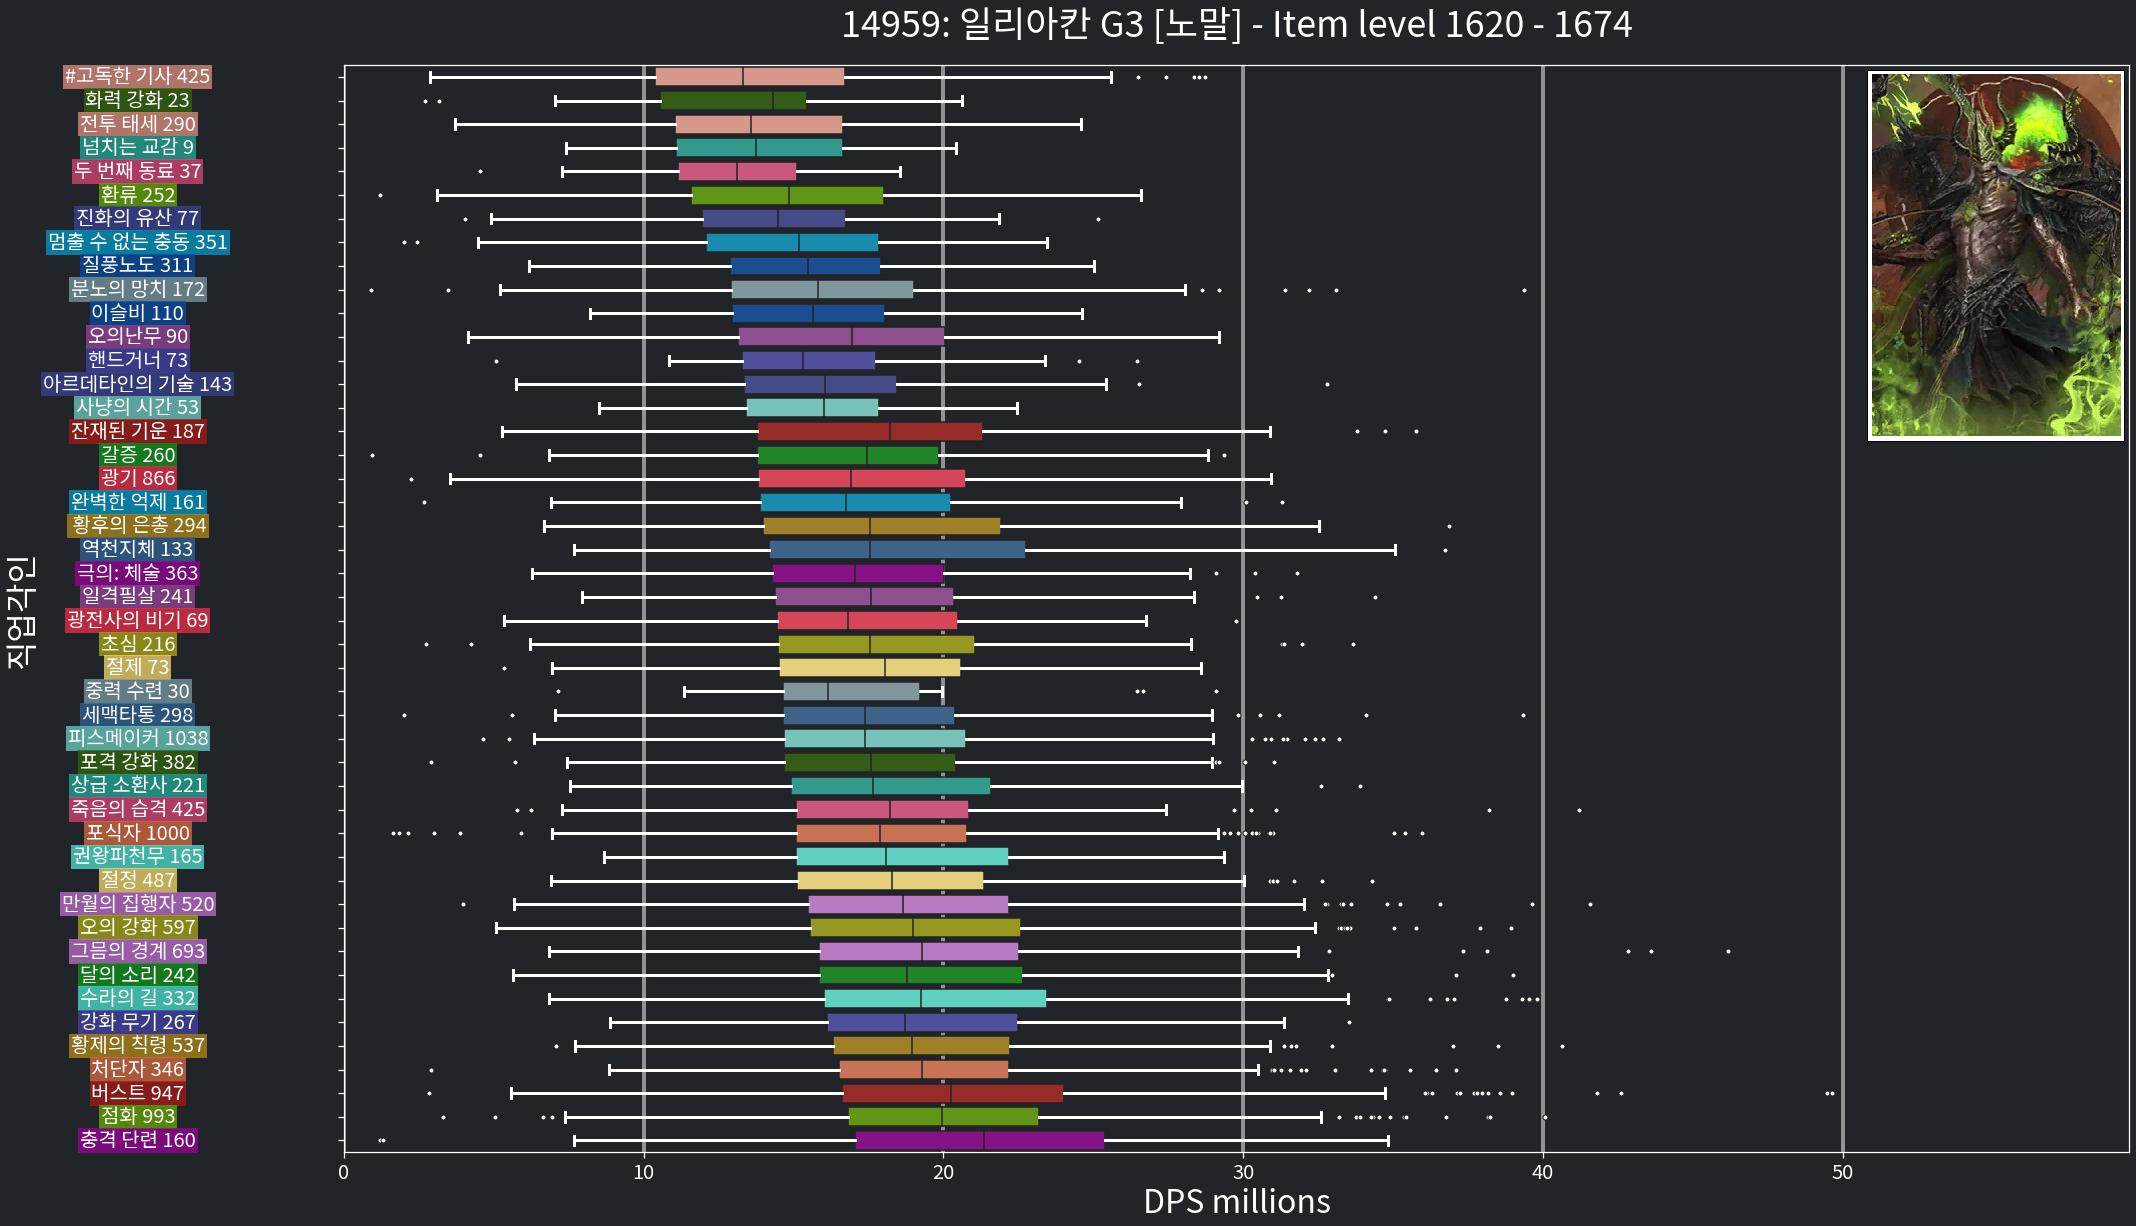 14959: 일리아칸 G3 [노말] - Item level 1620 - 1674
#고독한 기사 425
화력 강화 23
전투 태세 290
넘치는 교감 9
두 번째 동료 37
환류 252
진화의 유산 77
멈출 수 없는 충동 351
질풍노도 311
분노의 망치 172
이슬비 110
오의난무 90
핸드거너 73
아르데타인의 기술 143
사냥의 시간 53
잔재된 기운 187
갈증 260
광기 866
완벽한 억제 161
황후의 은총 294
역천지체 133
극의: 체술 363
일격필살 241
광전사의 비기 69
초심 216
절제 73
중력 수련 30
세맥타통 298
피스메이커 1038
포격 강화 382
상급 소환사 221
죽음의 습격 425
포식자 1000
권왕파천무 165
절정 487
만월의 집행자 520
오의 강화 597
그믐의 경계 693
달의 소리 242
수라의 길 332
강화 무기 267
황제의 칙령 537
처단자 346
버스트 947
점화 993
충격 단련 160
직업각인
0 10 20 30 40 50
DPS millions